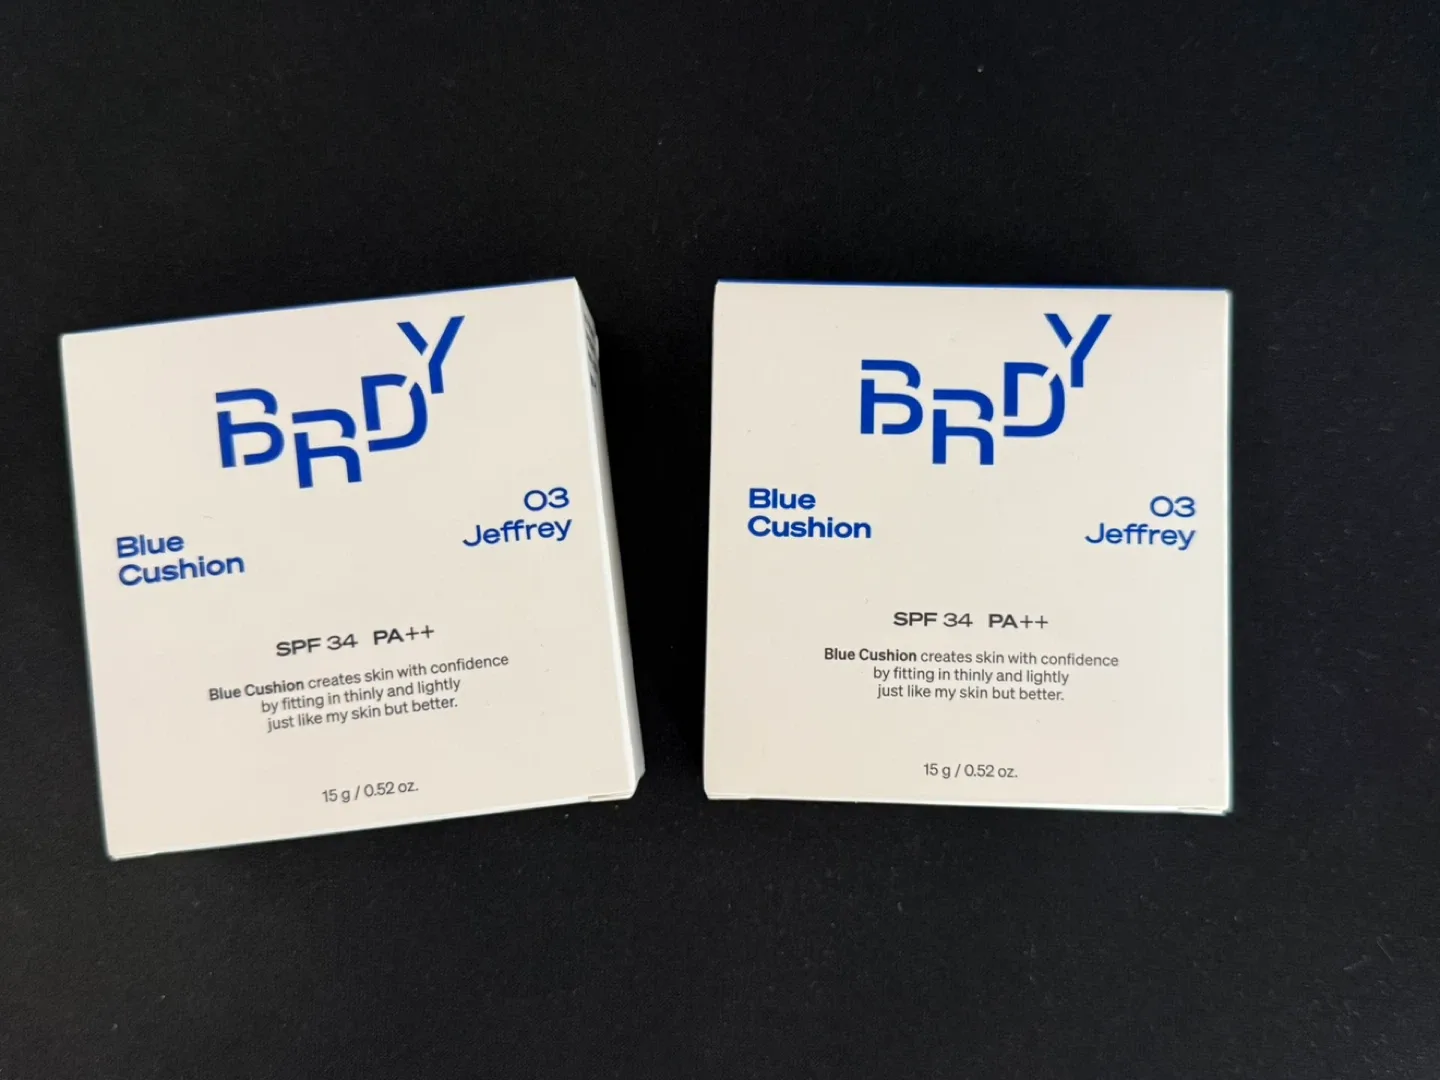 BRDY
Blue
Cushion
03
Jeffrey
SPF 34 PA++
Blue Cushion creates skin with confidence
by fitting in thinly and lightly
just like my skin but better.
15 g / 0.52 oz.
BRDY
Blue
Cushion
03
Jeffrey
SPF 34 PA++
Blue Cushion creates skin with confidence
by fitting in thinly and lightly
just like my skin but better.
15 g / 0.52 oz.